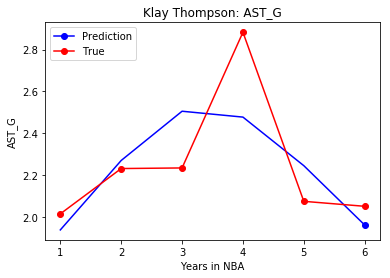 Klay Thompson: AST_G
Prediction
True
2.8
2.6
2.4
2.2
2.0
AST_G
1 2 3 4 5 6
Years in NBA